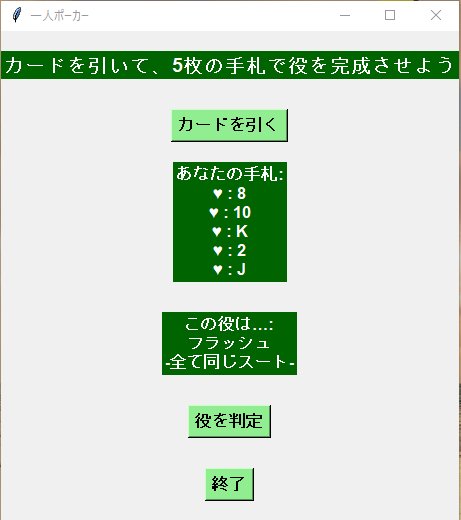 一人ポーカー
カードを引いて、5枚の手札で役を完成させよう
カードを引く
あなたの手札:
♥ : 8
♥ : 10
♥ : K
♥ : 2
♥ : J
この役は...:
フラッシュ
-全て同じスート-
役を判定
終了